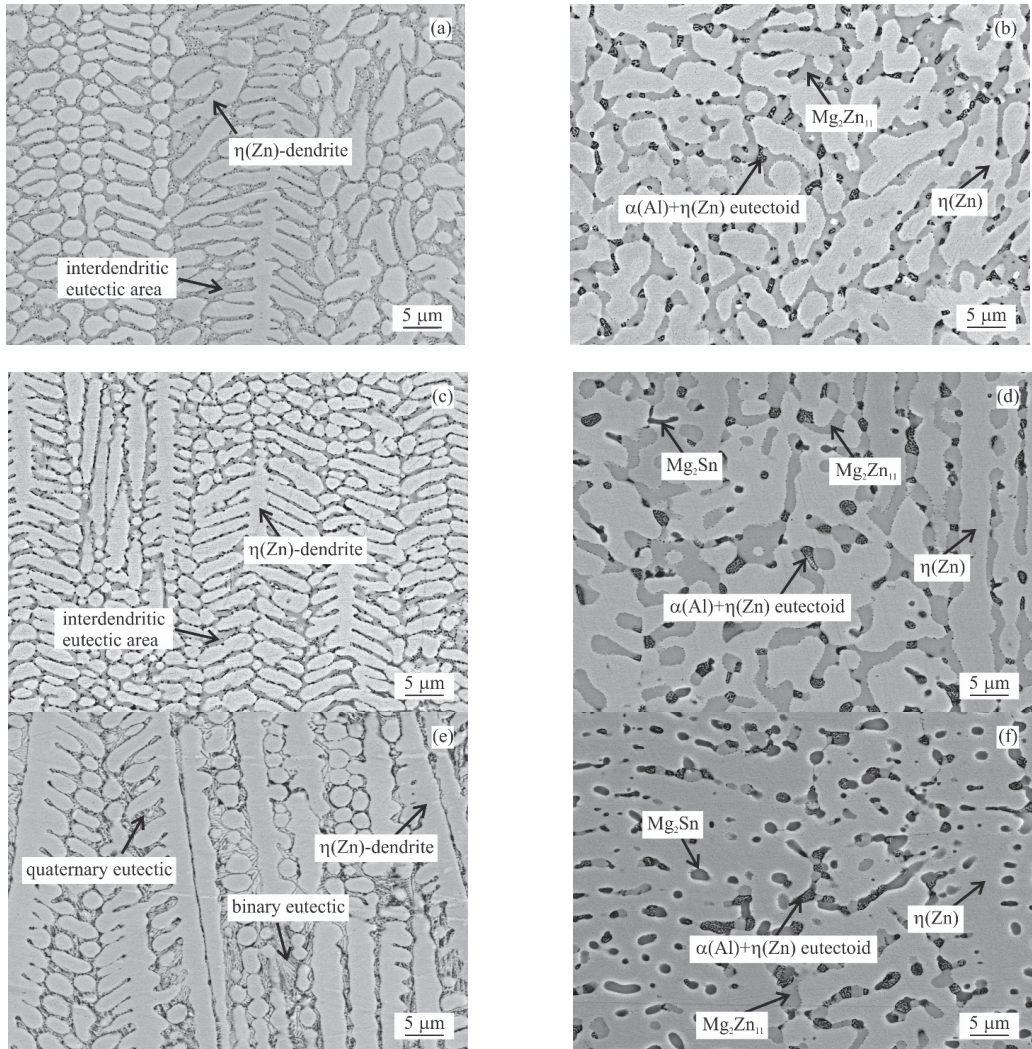 (a)
η(Zn)-dendrite
interdendritic
eutectic area
5 μm
(b)
Mg₂Zn₁₁
α(Al)+η(Zn) eutectoid
η(Zn)
5 μm
(c)
η(Zn)-dendrite
interdendritic
eutectic area
5 μm
(d)
Mg₂Sn
Mg₂Zn₁₁
η(Zn)
α(Al)+η(Zn) eutectoid
5 μm
(e)
η(Zn)-dendrite
quaternary eutectic
binary eutectic
5 μm
(f)
Mg₂Sn
η(Zn)
α(Al)+η(Zn) eutectoid
Mg₂Zn₁₁
5 μm